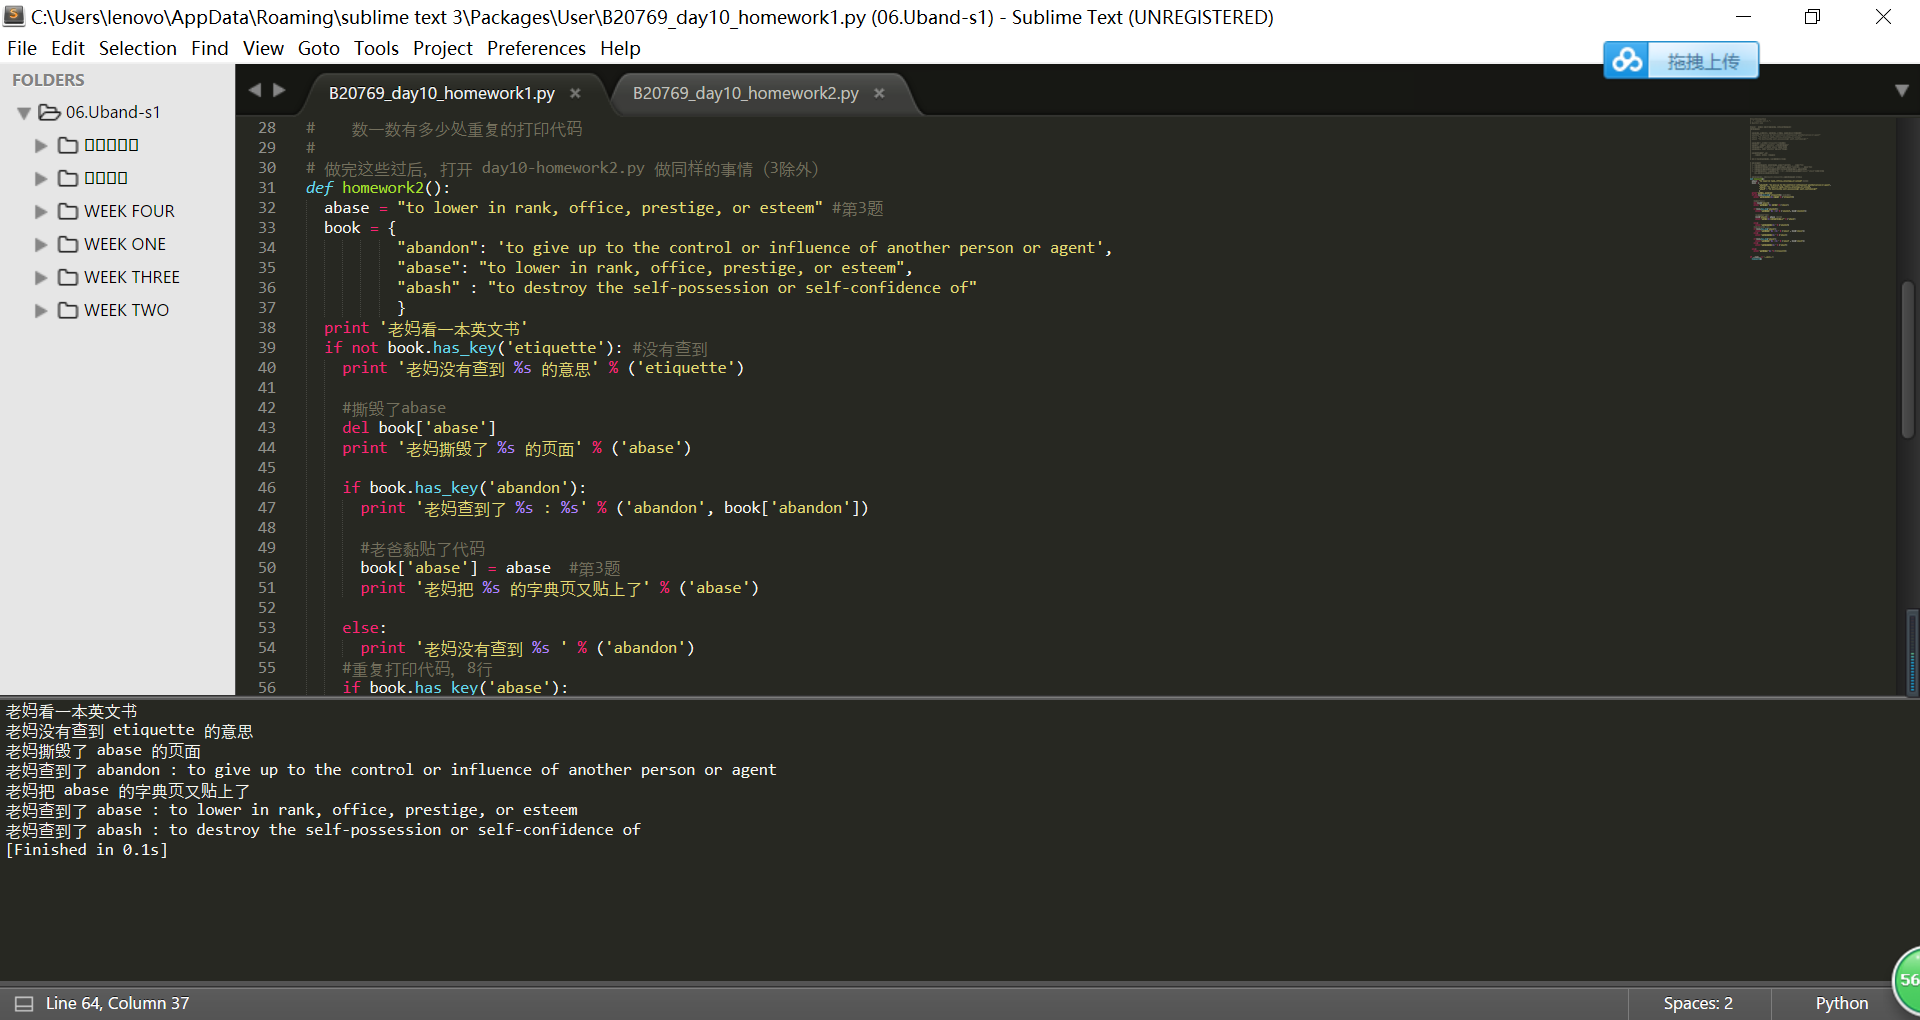 C:\Users\lenovo\AppData\Roaming\sublime text 3\Packages\User\B20769_day10_homework1.py (06.Uband-s1) - Sublime Text (UNREGISTERED)
File Edit Selection Find View Goto Tools Project Preferences Help
拖拽上传
FOLDERS
06.Uband-s1
WEEK FOUR
WEEK ONE
WEEK THREE
WEEK TWO
B20769_day10_homework1.py
B20769_day10_homework2.py
28 #    数一数有多少处重复的打印代码
29 #
30 # 做完这些过后，打开 day10-homework2.py 做同样的事情（3除外）
31 def homework2():
32   abase = "to lower in rank, office, prestige, or esteem" #第3题
33   book = {
34           "abandon": 'to give up to the control or influence of another person or agent',
35           "abase": "to lower in rank, office, prestige, or esteem",
36           "abash" : "to destroy the self-possession or self-confidence of"
37           }
38   print '老妈看一本英文书'
39   if not book.has_key('etiquette'): #没有查到
40     print '老妈没有查到 %s 的意思' % ('etiquette')
41
42     #撕毁了abase
43     del book['abase']
44     print '老妈撕毁了 %s 的页面' % ('abase')
45
46     if book.has_key('abandon'):
47       print '老妈查到了 %s : %s' % ('abandon', book['abandon'])
48
49       #老爸黏贴了代码
50       book['abase'] = abase  #第3题
51       print '老妈把 %s 的字典页又贴上了' % ('abase')
52
53     else:
54       print '老妈没有查到 %s ' % ('abandon')
55     #重复打印代码，8行
56     if book.has_key('abase'):
老妈看一本英文书
老妈没有查到 etiquette 的意思
老妈撕毁了 abase 的页面
老妈查到了 abandon : to give up to the control or influence of another person or agent
老妈把 abase 的字典页又贴上了
老妈查到了 abase : to lower in rank, office, prestige, or esteem
老妈查到了 abash : to destroy the self-possession or self-confidence of
[Finished in 0.1s]
56
Line 64, Column 37
Spaces: 2
Python